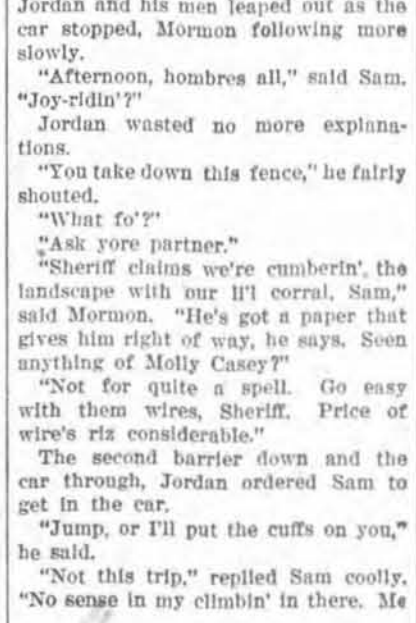 Jordan and his men leaped out as the
car stopped, Mormon following more
slowly.
"Afternoon, hombres all," said Sam.
"Joy-ridin'?"
Jordan wasted no more explana-
tions.
"You take down this fence," he fairly
shouted.
"What fo'?"
"Ask yore partner."
"Sheriff claims we're cumberin', the
landscape with our li'l corral, Sam,"
said Mormon. "He's got a paper that
gives him right of way, he says. Seen
anything of Molly Casey?"
"Not for quite a spell. Go easy
with them wires, Sheriff. Price of
wire's riz considerable."
The second barrier down and the
car through, Jordan ordered Sam to
get in the car.
"Jump, or I'll put the cuffs on you,"
he said.
"Not this trip," replied Sam coolly.
"No sense in my climbin' in there. Me